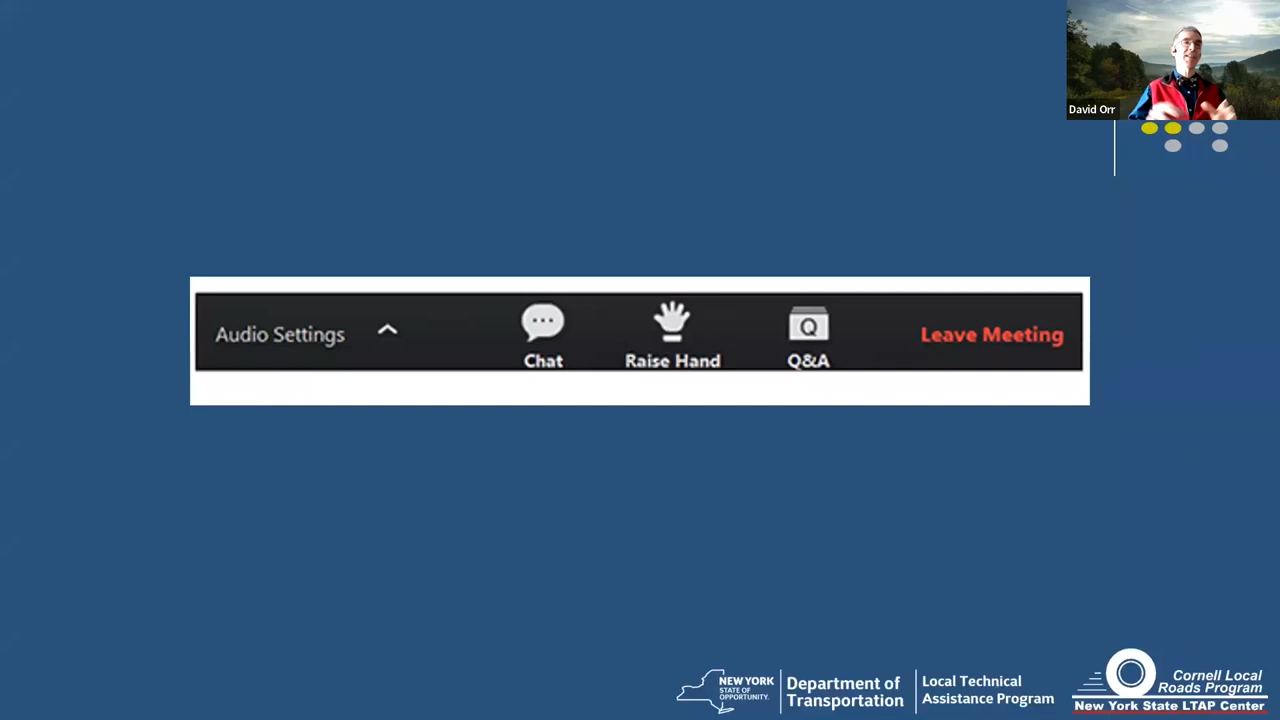 David Orr
Audio Settings
Chat
Raise Hand
Q
Q&A
Leave Meeting
NEW YORK
STATE OF
OPPORTUNITY.
Department of
Transportation
Local Technical
Assistance Program
Cornell Local
Roads Program
New York State LTAP Center